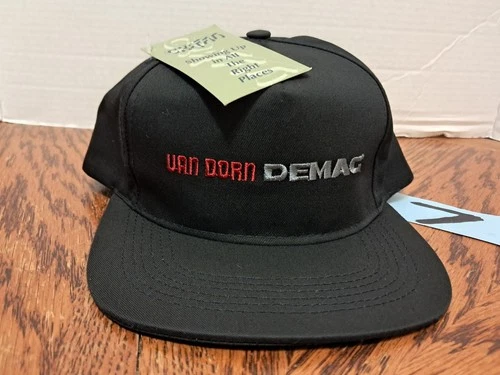 Showing Up
in All
the
Right
Places
VAN DORN DEMAG